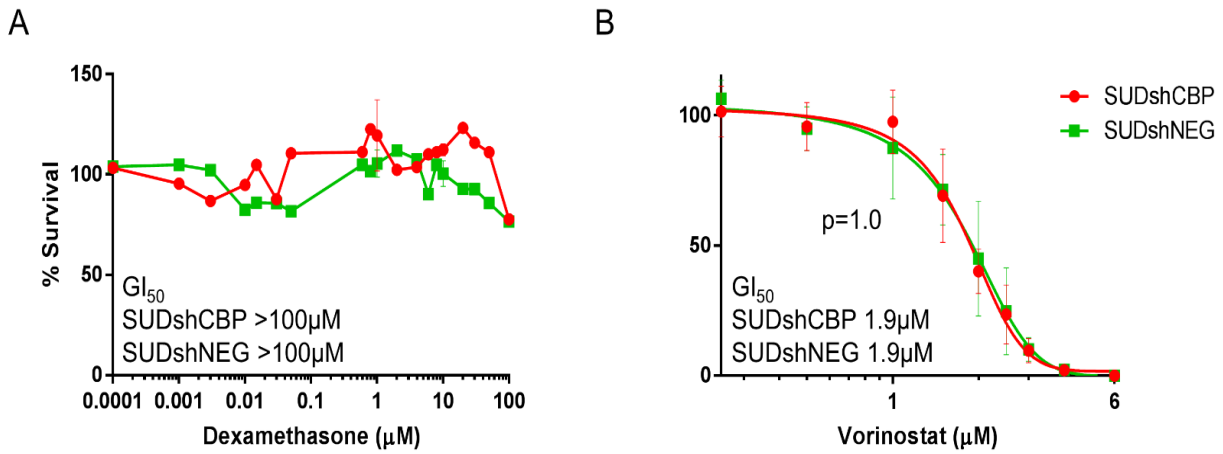 A
% Survival
150
100
50
0
GI50
SUDshCBP >100μM
SUDshNEG >100μM
0.0001 0.001 0.01 0.1 1 10 100
Dexamethasone (μM)
B
100
50
0
p=1.0
GI50
SUDshCBP 1.9μM
SUDshNEG 1.9μM
1 6
Vorinostat (μM)
SUDshCBP
SUDshNEG